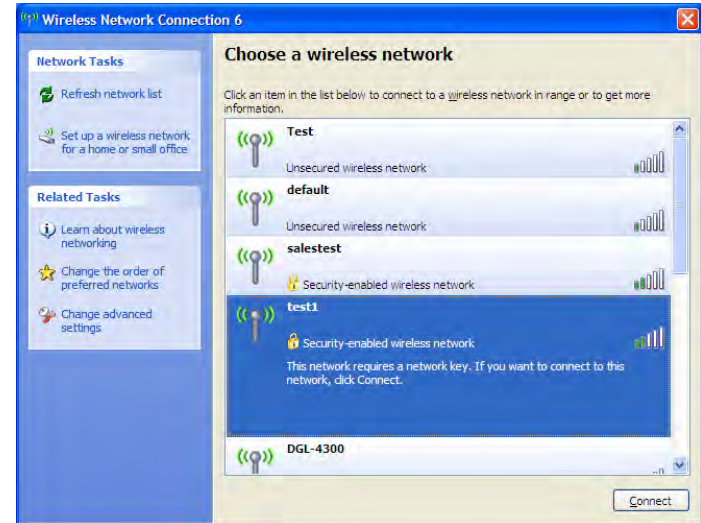 Wireless Network Connection 6
Network Tasks
Refresh network list
Set up a wireless network
for a home or small office
Related Tasks
Learn about wireless
networking
Change the order of
preferred networks
Change advanced
settings
Choose a wireless network
Click an item in the list below to connect to a wireless network in range or to get more
information.
Test
Unsecured wireless network
default
Unsecured wireless network
salestest
Security-enabled wireless network
test1
Security-enabled wireless network
This network requires a network key. If you want to connect to this
network, click Connect.
DGL-4300
Connect